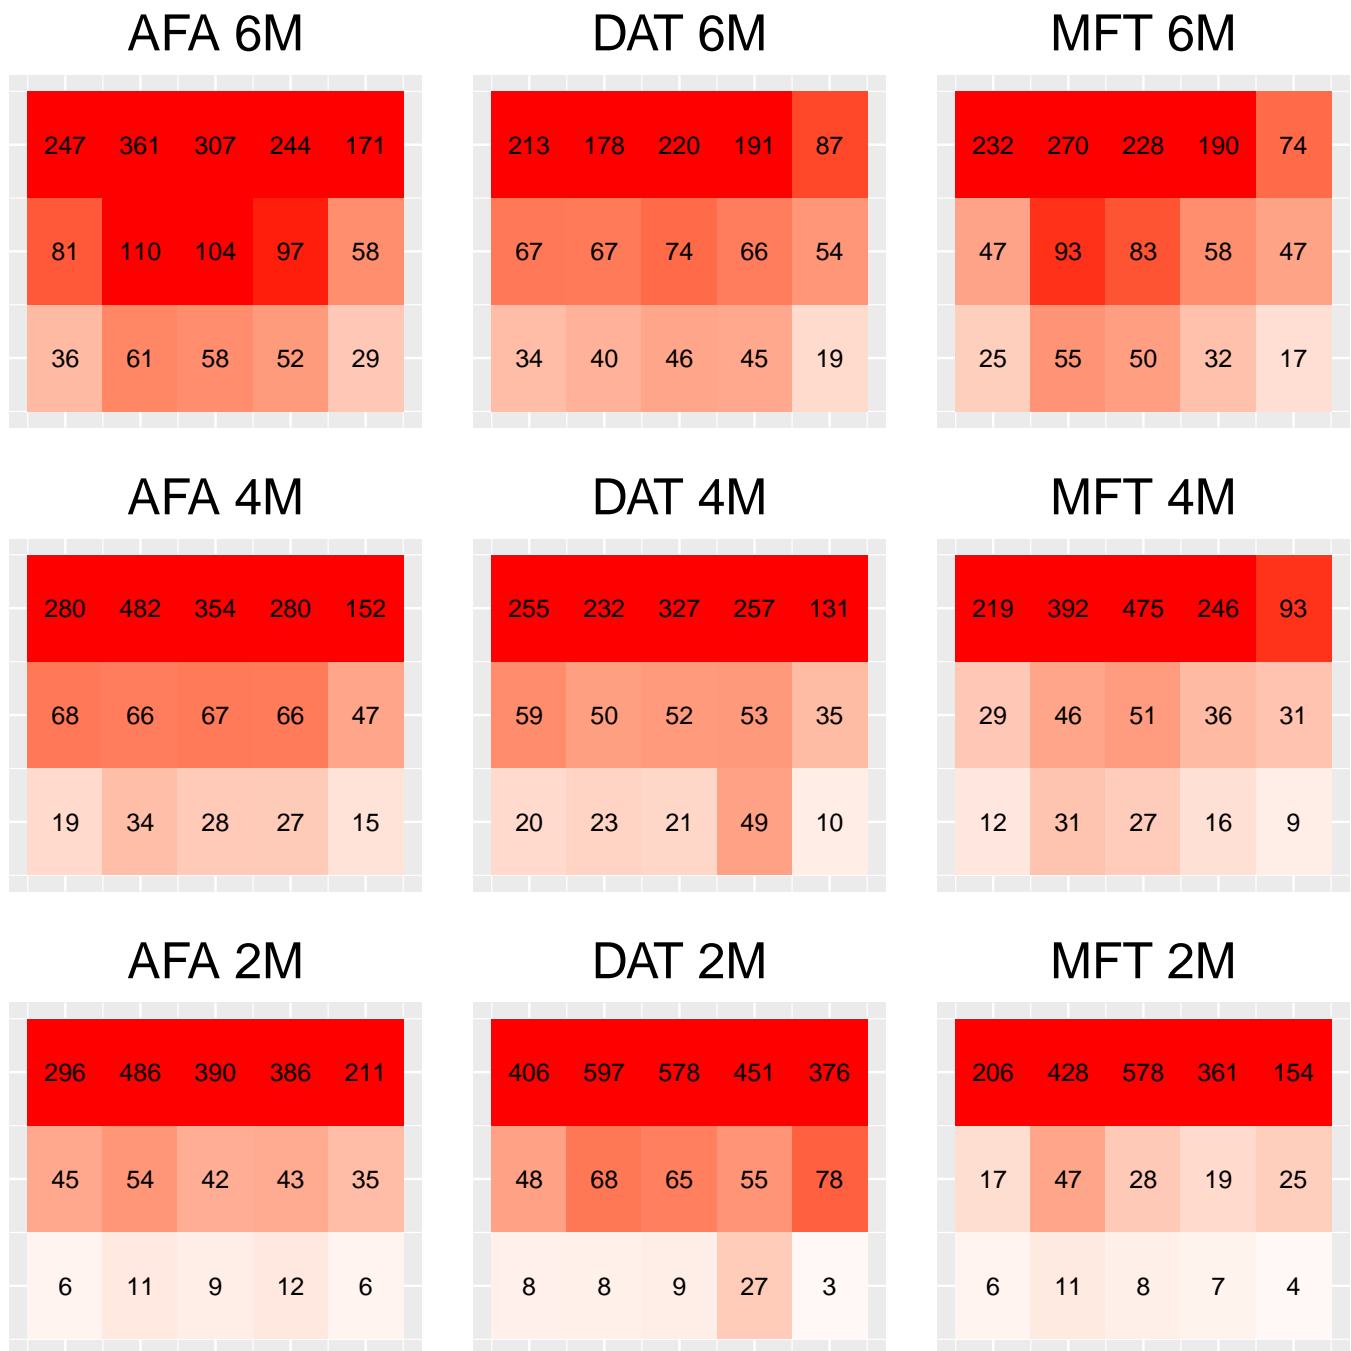 AFA 6M DAT 6M MFT 6M
247 361 307 244 171 213 178 220 191 87 232 270 228 190 74
81 110 104 97 58 67 67 74 66 54 47 93 83 58 47
36 61 58 52 29 34 40 46 45 19 25 55 50 32 17
AFA 4M DAT 4M MFT 4M
280 482 354 280 152 255 232 327 257 131 219 392 475 246 93
68 66 67 66 47 59 50 52 53 35 29 46 51 36 31
19 34 28 27 15 20 23 21 49 10 12 31 27 16 9
AFA 2M DAT 2M MFT 2M
296 486 390 386 211 406 597 578 451 376 206 428 578 361 154
45 54 42 43 35 48 68 65 55 78 17 47 28 19 25
6 11 9 12 6 8 8 9 27 3 6 11 8 7 4